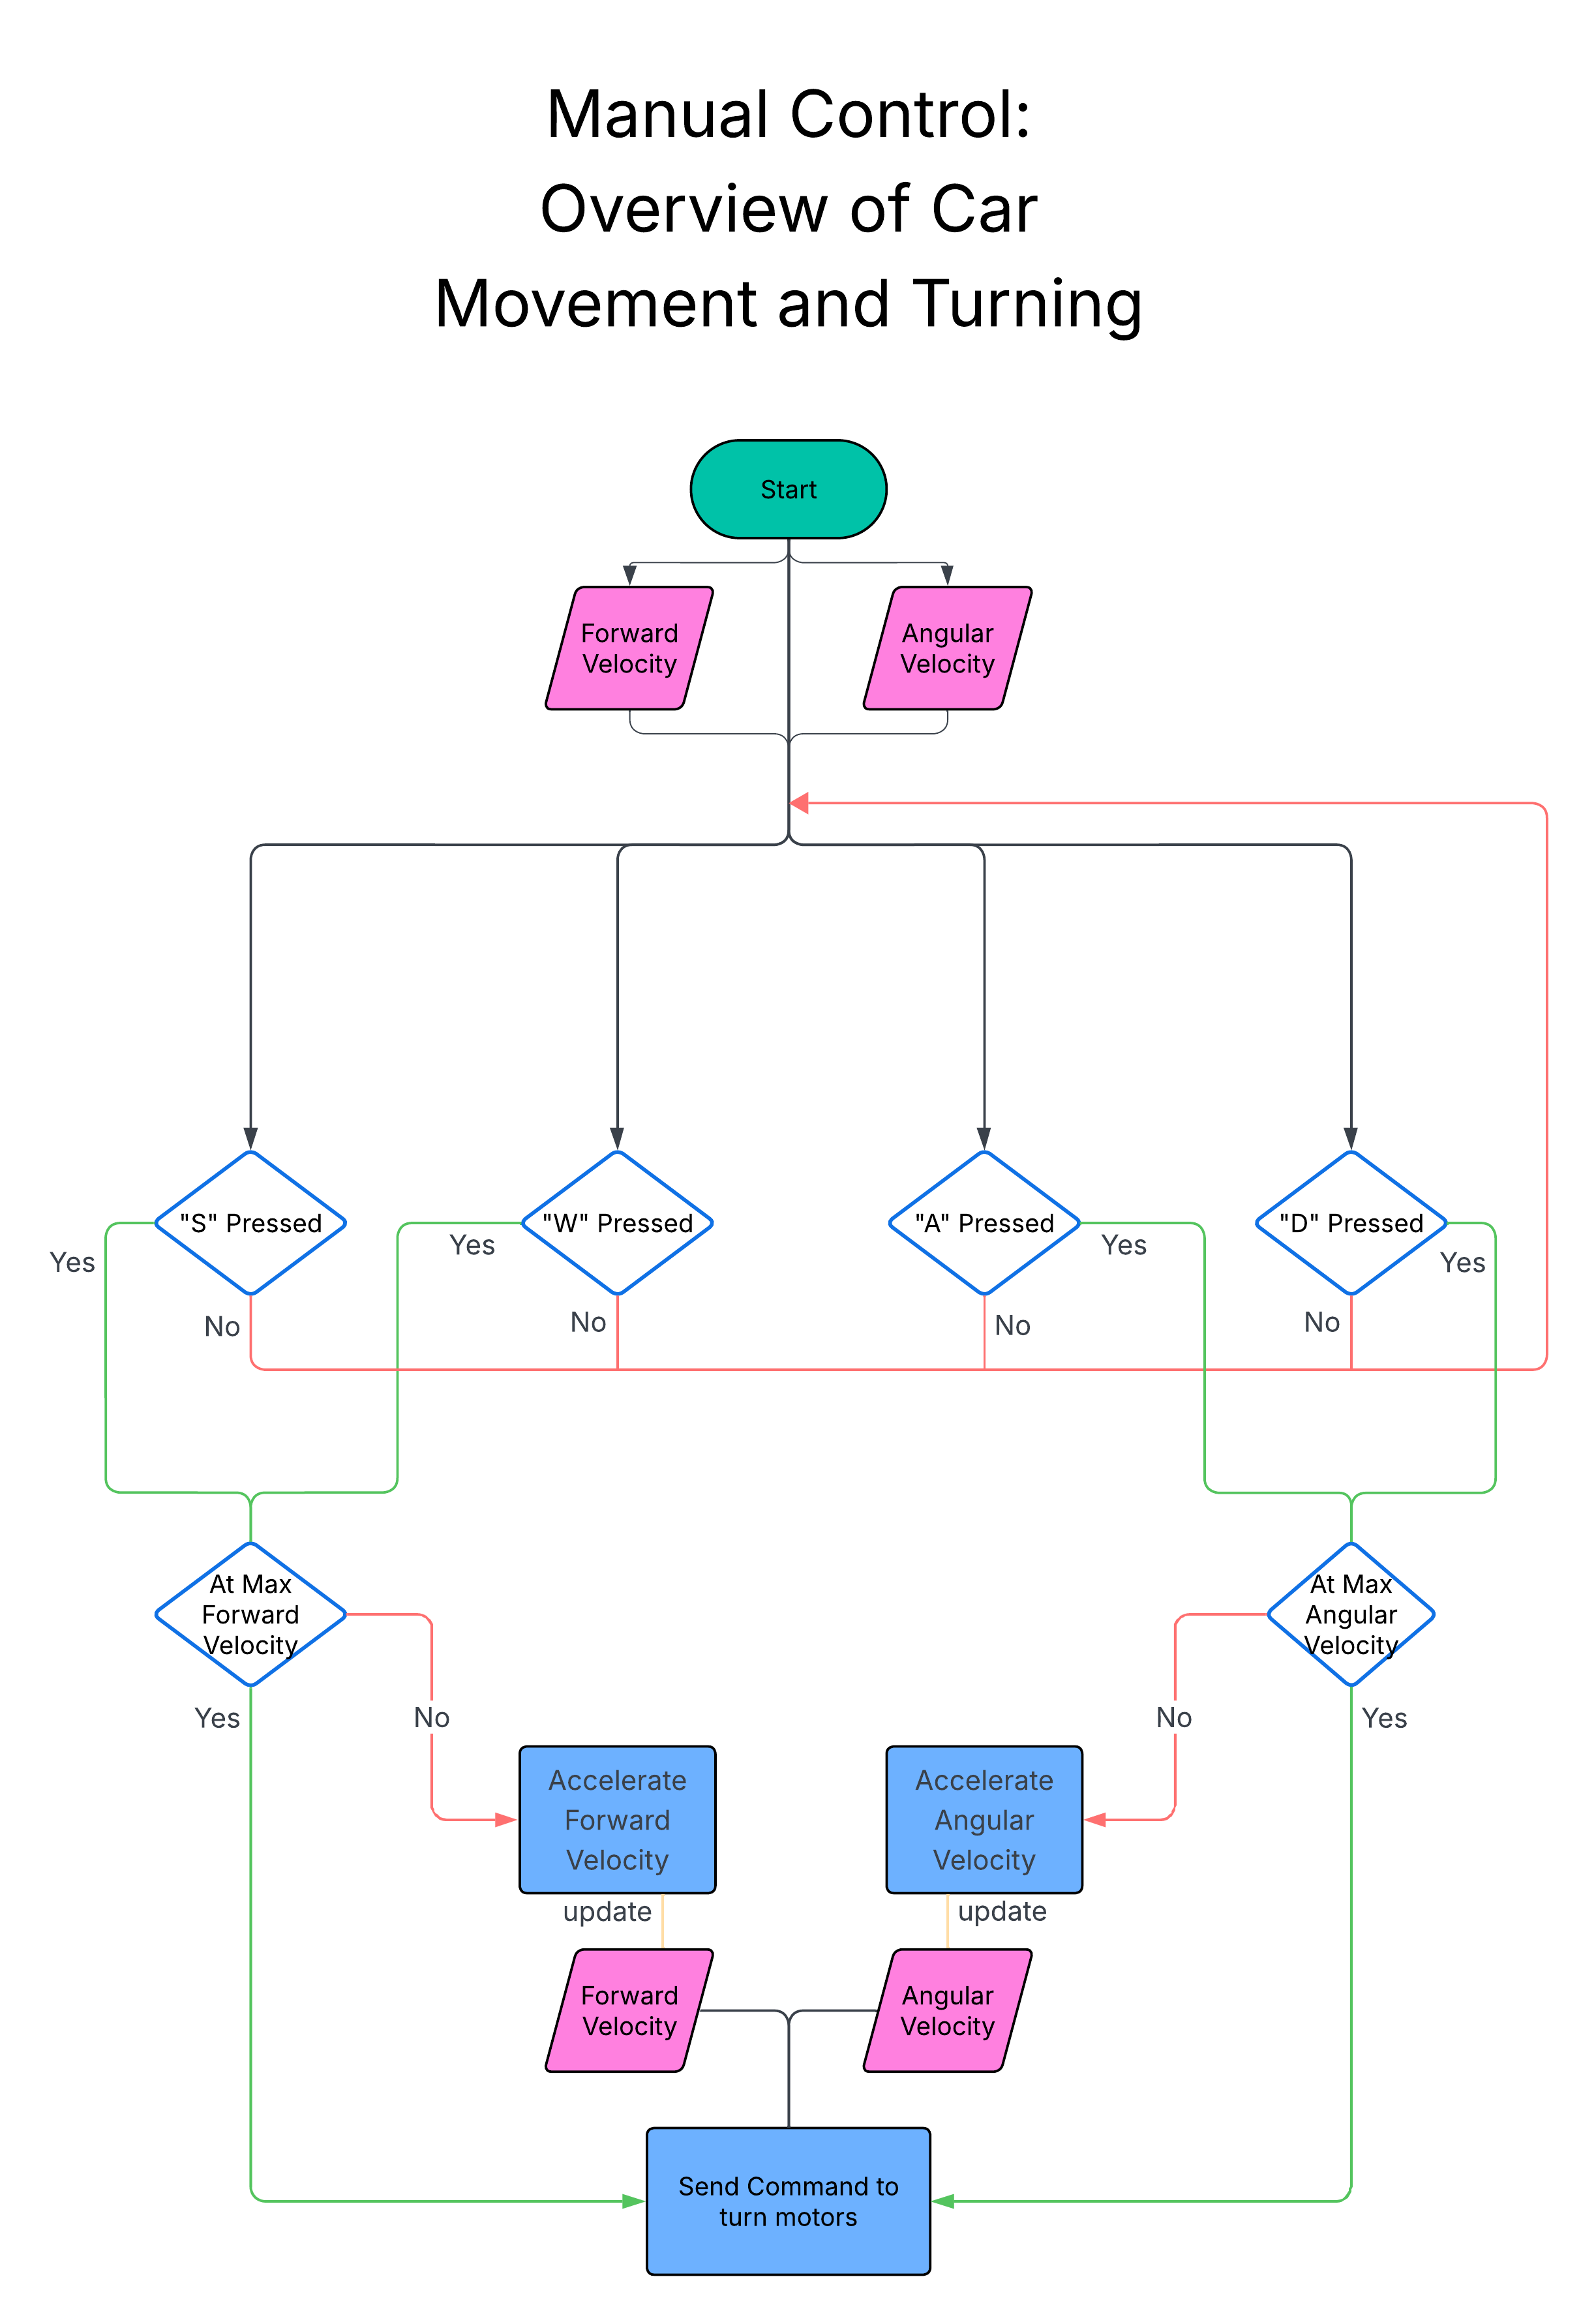 Manual Control:
Overview of Car
Movement and Turning
Start
Forward
Velocity
Angular
Velocity
"S" Pressed
"W" Pressed
"A" Pressed
"D" Pressed
Yes
Yes
Yes
Yes
No
No
No
No
At Max
Forward
Velocity
At Max
Angular
Velocity
Yes
No
No
Yes
Accelerate
Forward
Velocity
Accelerate
Angular
Velocity
update
update
Forward
Velocity
Angular
Velocity
Send Command to
turn motors